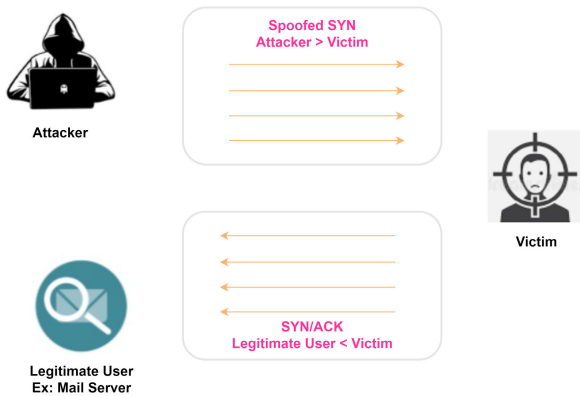 Spoofed SYN
Attacker > Victim
Attacker
Victim
SYN/ACK
Legitimate User < Victim
Legitimate User
Ex: Mail Server